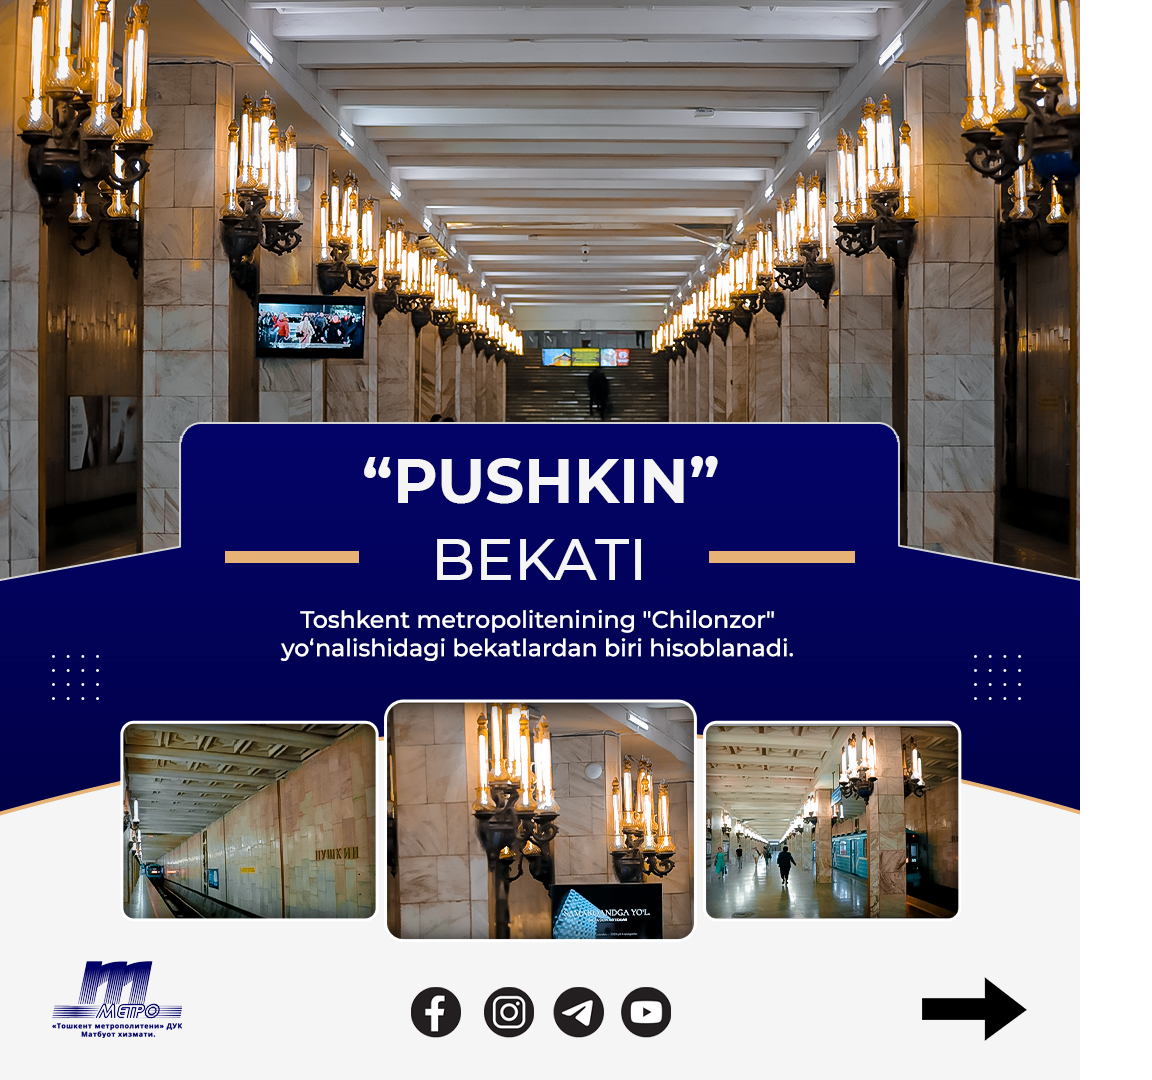 “PUSHKIN”
BEKATI
Toshkent metropolitenining "Chilonzor"
yo‘nalishidagi bekatlardan biri hisoblanadi.
ПУШКИН
SAMARQANDGA YO'L
МЕТРО
«Тошкент метрополитени» ДУК
Матбуот хизмати.